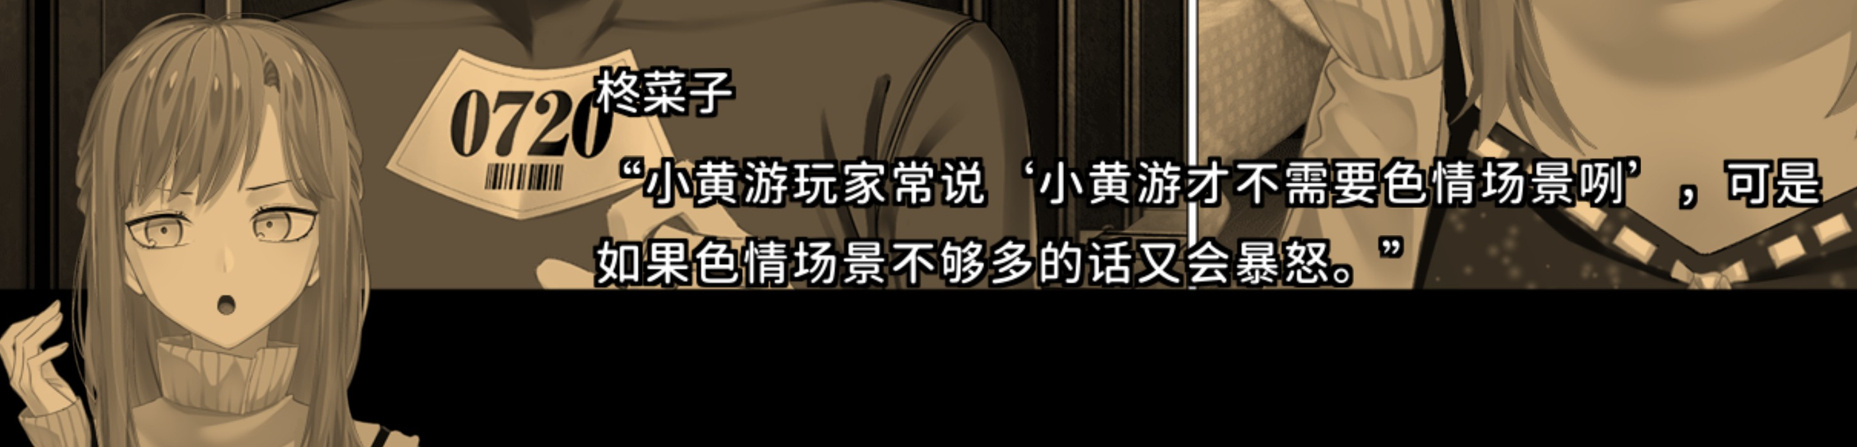 0720
柊菜子
“小黄游玩家常说‘小黄游才不需要色情场景咧’，可是
如果色情场景不够多的话又会暴怒。”